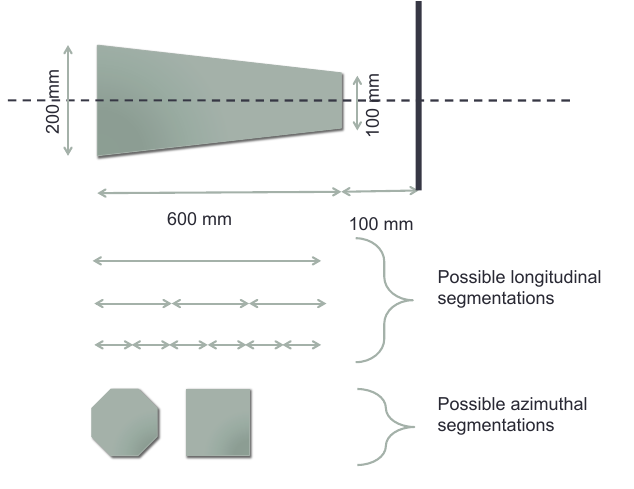 200 mm
100 mm
600 mm
100 mm
Possible longitudinal
segmentations
Possible azimuthal
segmentations